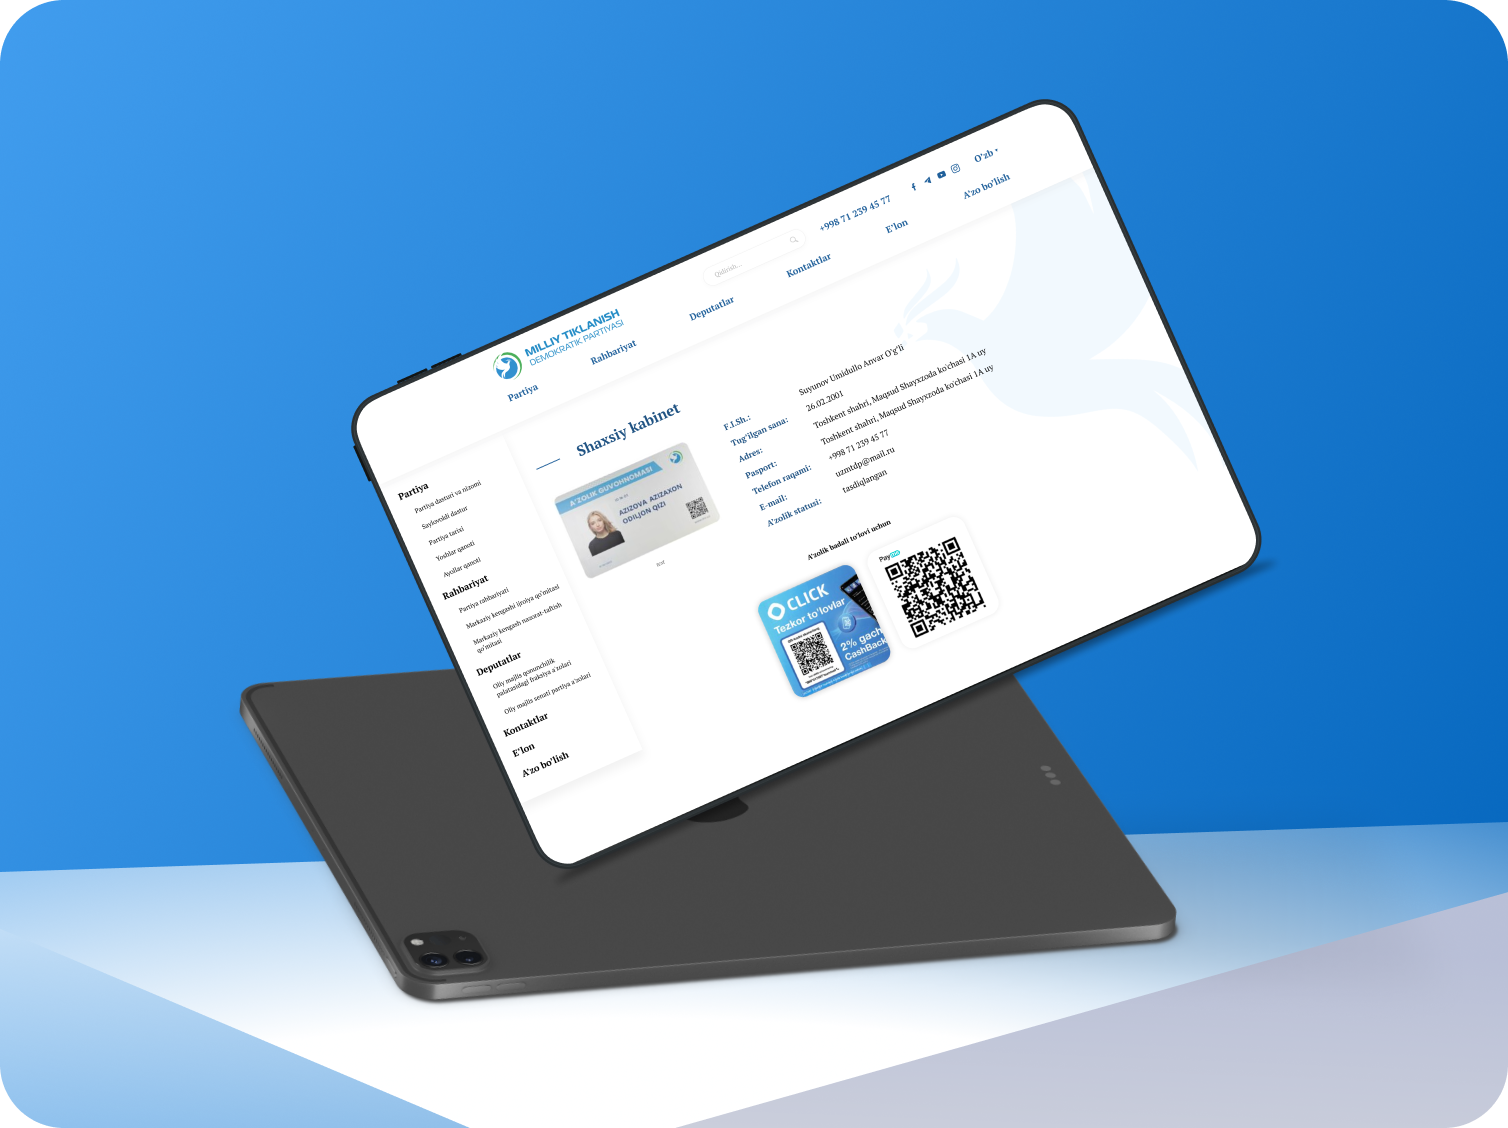 O'zb
+998 71 239 45 77
Qidirish...
MILLIY TIKLANISH
DEMOKRATIK PARTIYASI
Partiya
Rahbariyat
Deputatlar
Kontaktlar
E'lon
A'zo bo'lish
Partiya
Partiya dasturi va nizomi
Saylovoldi dastur
Partiya tarixi
Yoshlar qanoti
Ayollar qanoti
Rahbariyat
Partiya rahbariyati
Markaziy kengashi ijroiya qo'mitasi
Markaziy kengash nazorat-taftish
qo'mitasi
Deputatlar
Oliy majlis qonunchilik
palatasidagi fraksiya a'zolari
Oliy majlis senati partiya a'zolari
Kontaktlar
E'lon
A'zo bo'lish
Shaxsiy kabinet
A'ZOLIK GUVOHNOMASI
AZIZOVA AZIZAXON
ODILJON QIZI
F.I.Sh.:
Suyunov Umidullo Anvar O'g'li
Tug'ilgan sana:
26.02.2001
Adres:
Toshkent shahri, Maqsud Shayxzoda ko'chasi 1A uy
Pasport:
Toshkent shahri, Maqsud Shayxzoda ko'chasi 1A uy
Telefon raqami:
+998 71 239 45 77
E-mail:
uzmtdp@mail.ru
A'zolik statusi:
tasdiqlangan
A'zolik badali to'lovi uchun
CLICK
Tezkor to'lovlar
2% gach
CashBack
Payme